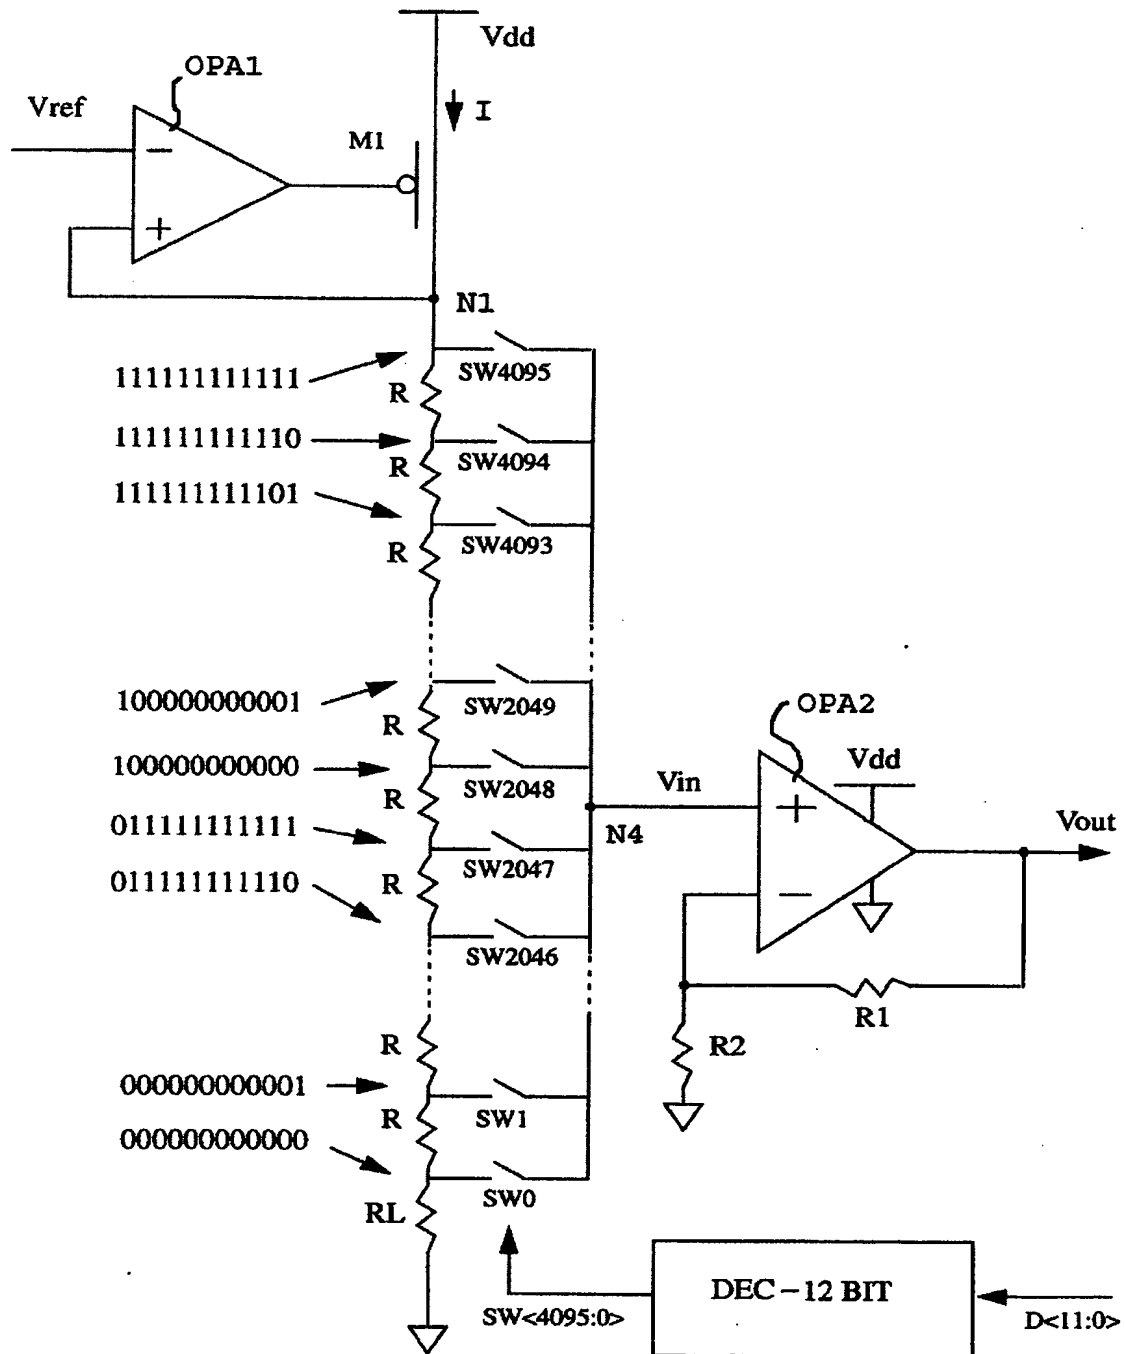 Vdd
OPA1
Vref
I
M1
−
+
N1
SW4095
111111111111
R
111111111110
SW4094
R
111111111101
SW4093
R
SW2049
100000000001
R
OPA2
100000000000
SW2048
Vdd
Vin
R
+
011111111111
N4
Vout
SW2047
011111111110
R
−
SW2046
R1
R
R2
000000000001
R
SW1
000000000000
SW0
RL
DEC−12 BIT
SW<4095:0>
D<11:0>